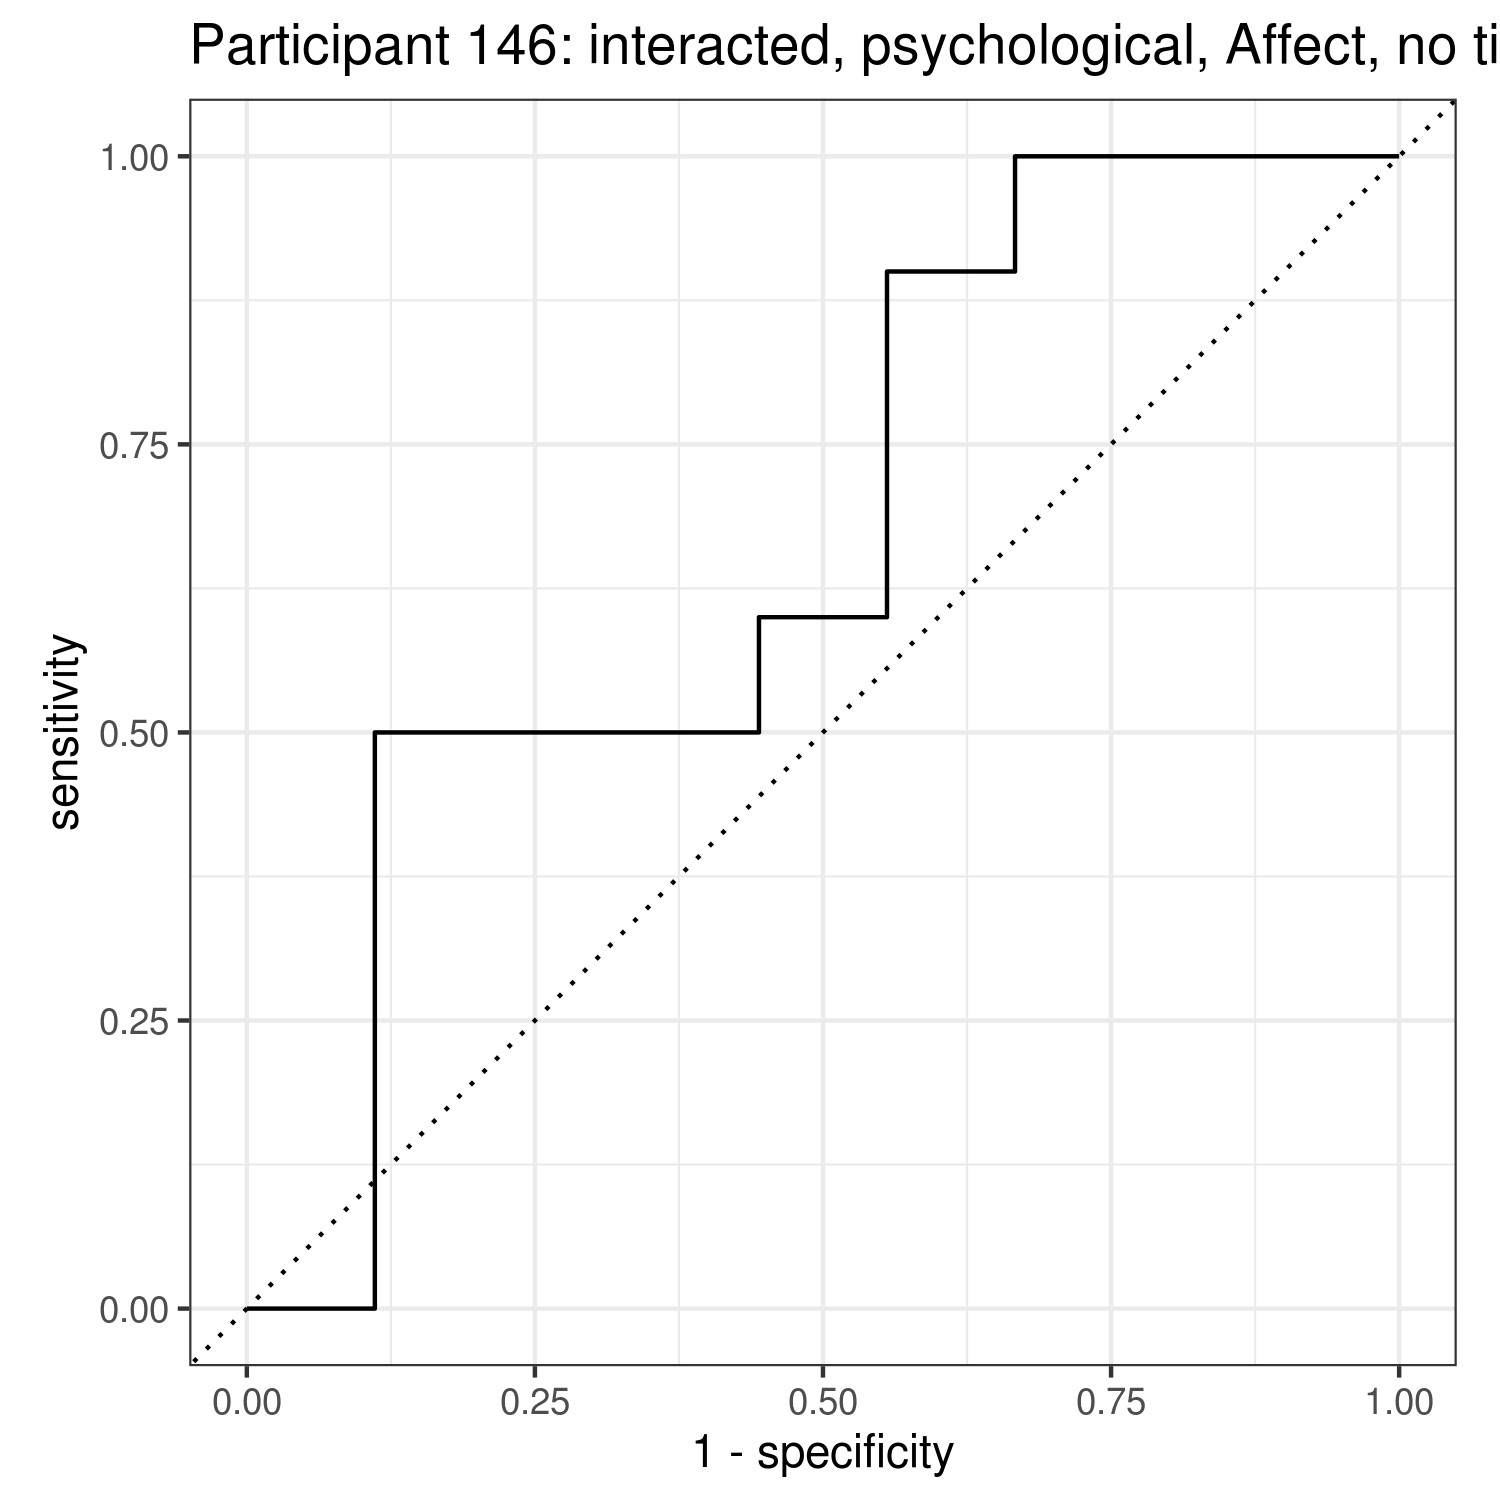 Participant 146: interacted, psychological, Affect, no ti
1.00
0.75
0.50
0.25
0.00
sensitivity
0.00 0.25 0.50 0.75 1.00
1 - specificity